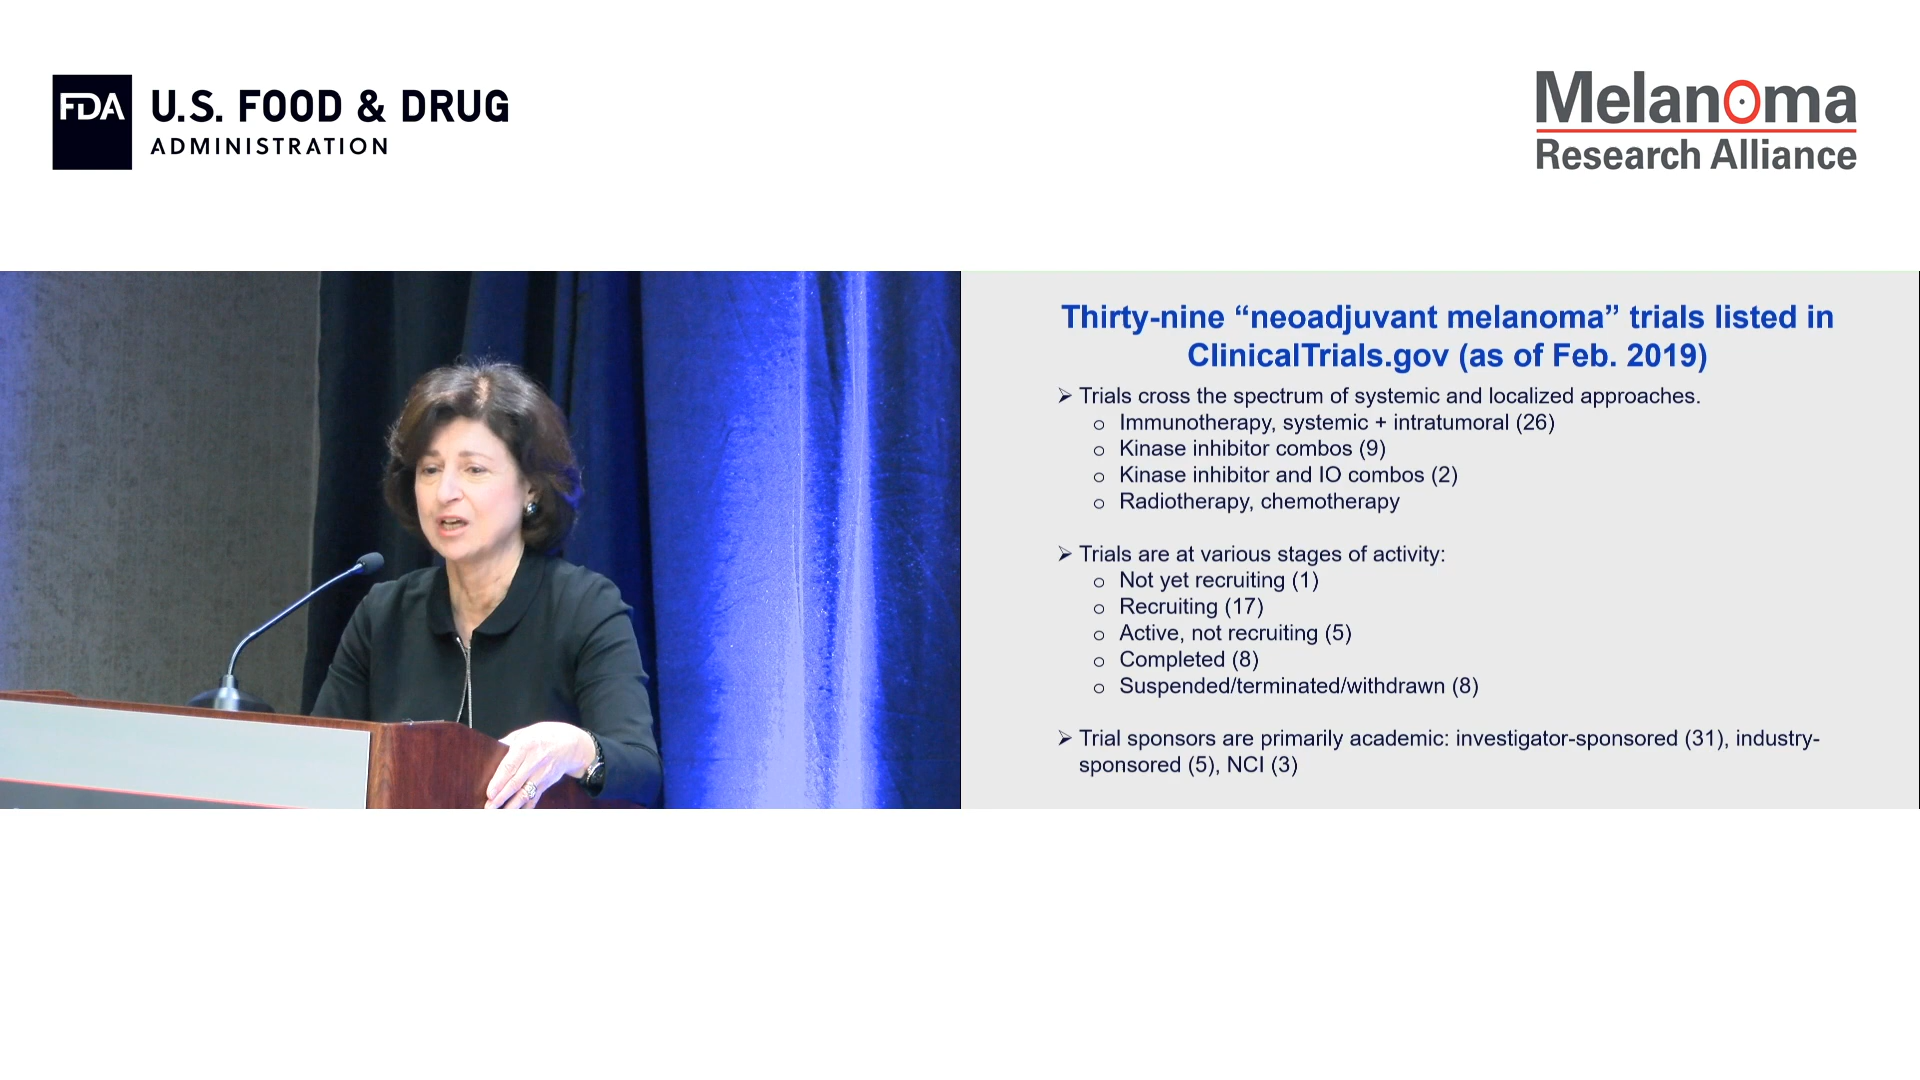 FDA U.S. FOOD & DRUG
ADMINISTRATION
Melanoma
Research Alliance
Thirty-nine “neoadjuvant melanoma” trials listed in
ClinicalTrials.gov (as of Feb. 2019)
➢ Trials cross the spectrum of systemic and localized approaches.
o Immunotherapy, systemic + intratumoral (26)
o Kinase inhibitor combos (9)
o Kinase inhibitor and IO combos (2)
o Radiotherapy, chemotherapy
➢ Trials are at various stages of activity:
o Not yet recruiting (1)
o Recruiting (17)
o Active, not recruiting (5)
o Completed (8)
o Suspended/terminated/withdrawn (8)
➢ Trial sponsors are primarily academic: investigator-sponsored (31), industry-
sponsored (5), NCI (3)